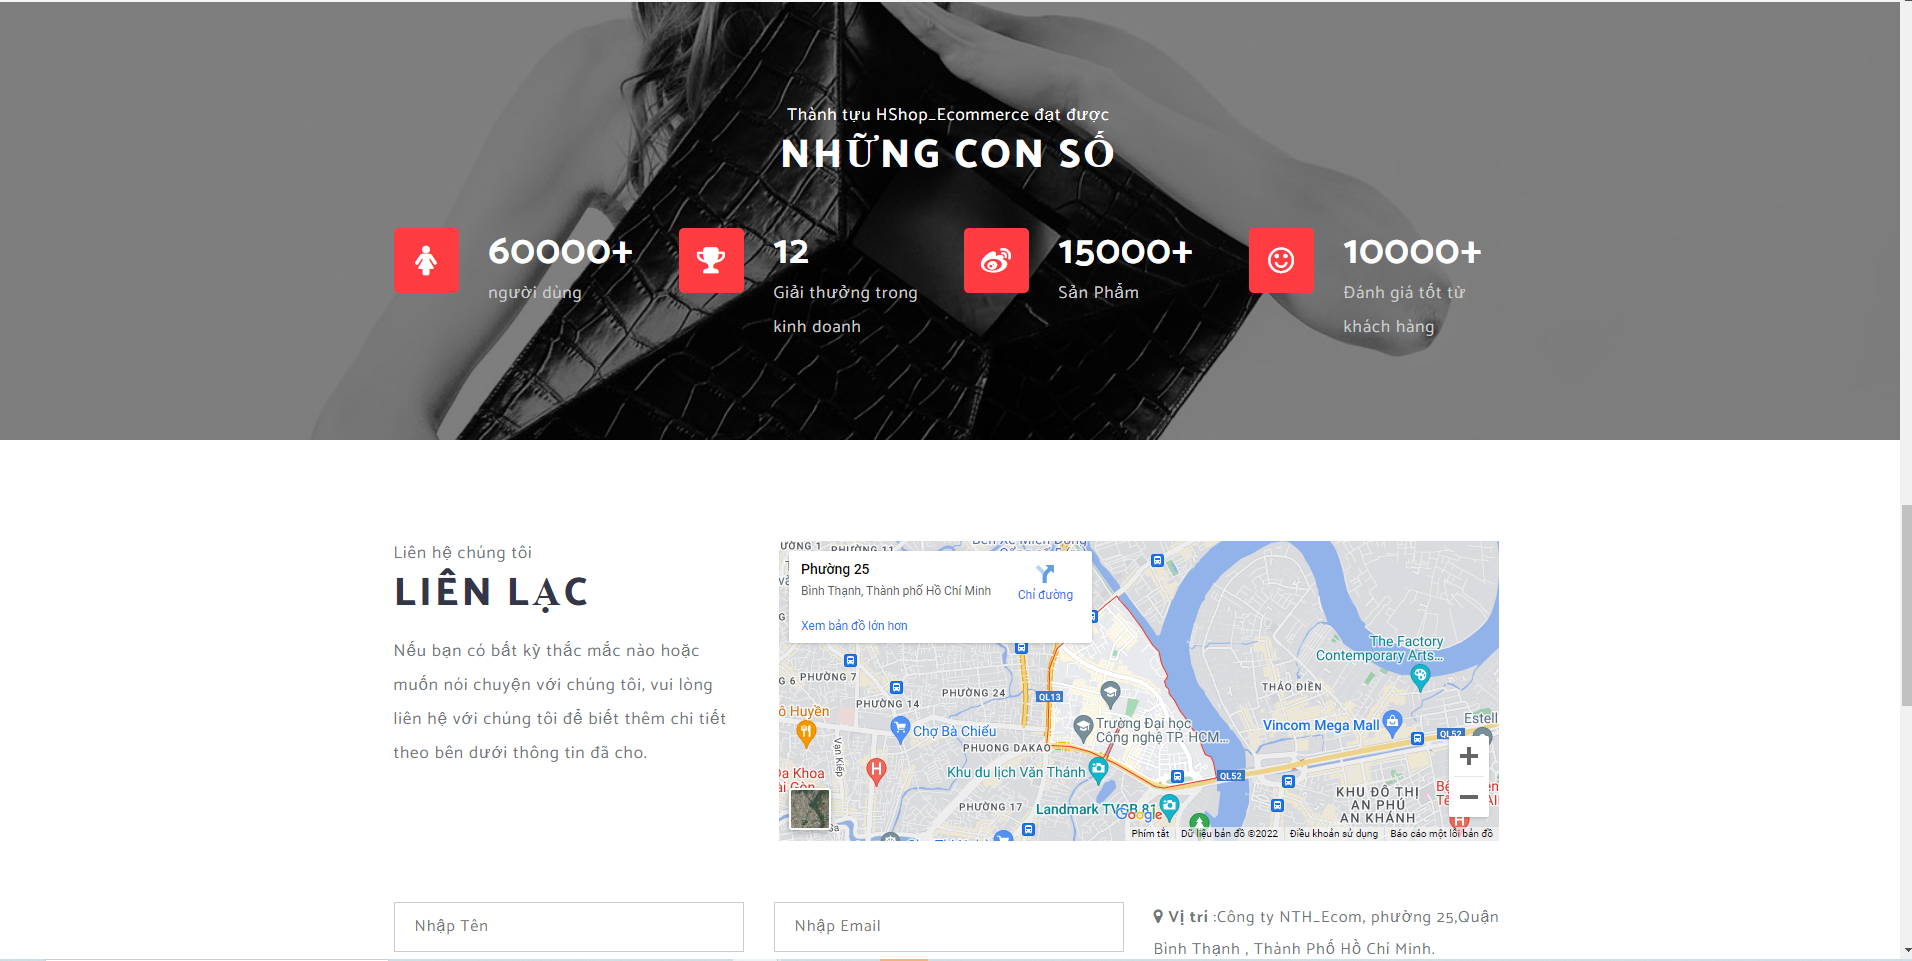 Thành tựu HShop_Ecommerce đạt được
NHỮNG CON SỐ
60000+
người dùng
12
Giải thưởng trong
kinh doanh
15000+
Sản Phẩm
10000+
Đánh giá tốt từ
khách hàng
Liên hệ chúng tôi
LIÊN LẠC
Nếu bạn có bất kỳ thắc mắc nào hoặc
muốn nói chuyện với chúng tôi, vui lòng
liên hệ với chúng tôi để biết thêm chi tiết
theo bên dưới thông tin đã cho.
Phường 25
Bình Thạnh, Thành phố Hồ Chí Minh
Chỉ đường
Xem bản đồ lớn hơn
PHƯỜNG 11
The Factory
Contemporary Arts...
G 6
PHƯỜNG 7
PHƯỜNG 24
PHƯỜNG 14
QL13
THẢO ĐIỀN
Trường Đại học
Công nghệ TP. HCM...
Vincom Mega Mall
Estell
Chợ Bà Chiểu
PHUONG DAKAO
Vạn Kiếp
QL52
Khu du lịch Văn Thánh
QL52
PHƯỜNG 17
Landmark
81
KHU ĐÔ THỊ
AN PHÚ
AN KHÁNH
Google
Phím tắt
Dữ liệu bản đồ ©2022
Điều khoản sử dụng
Báo cáo một lỗi bản đồ
Nhập Tên
Nhập Email
Vị trí :Công ty NTH_Ecom, phường 25,Quận
Bình Thạnh , Thành Phố Hồ Chí Minh.